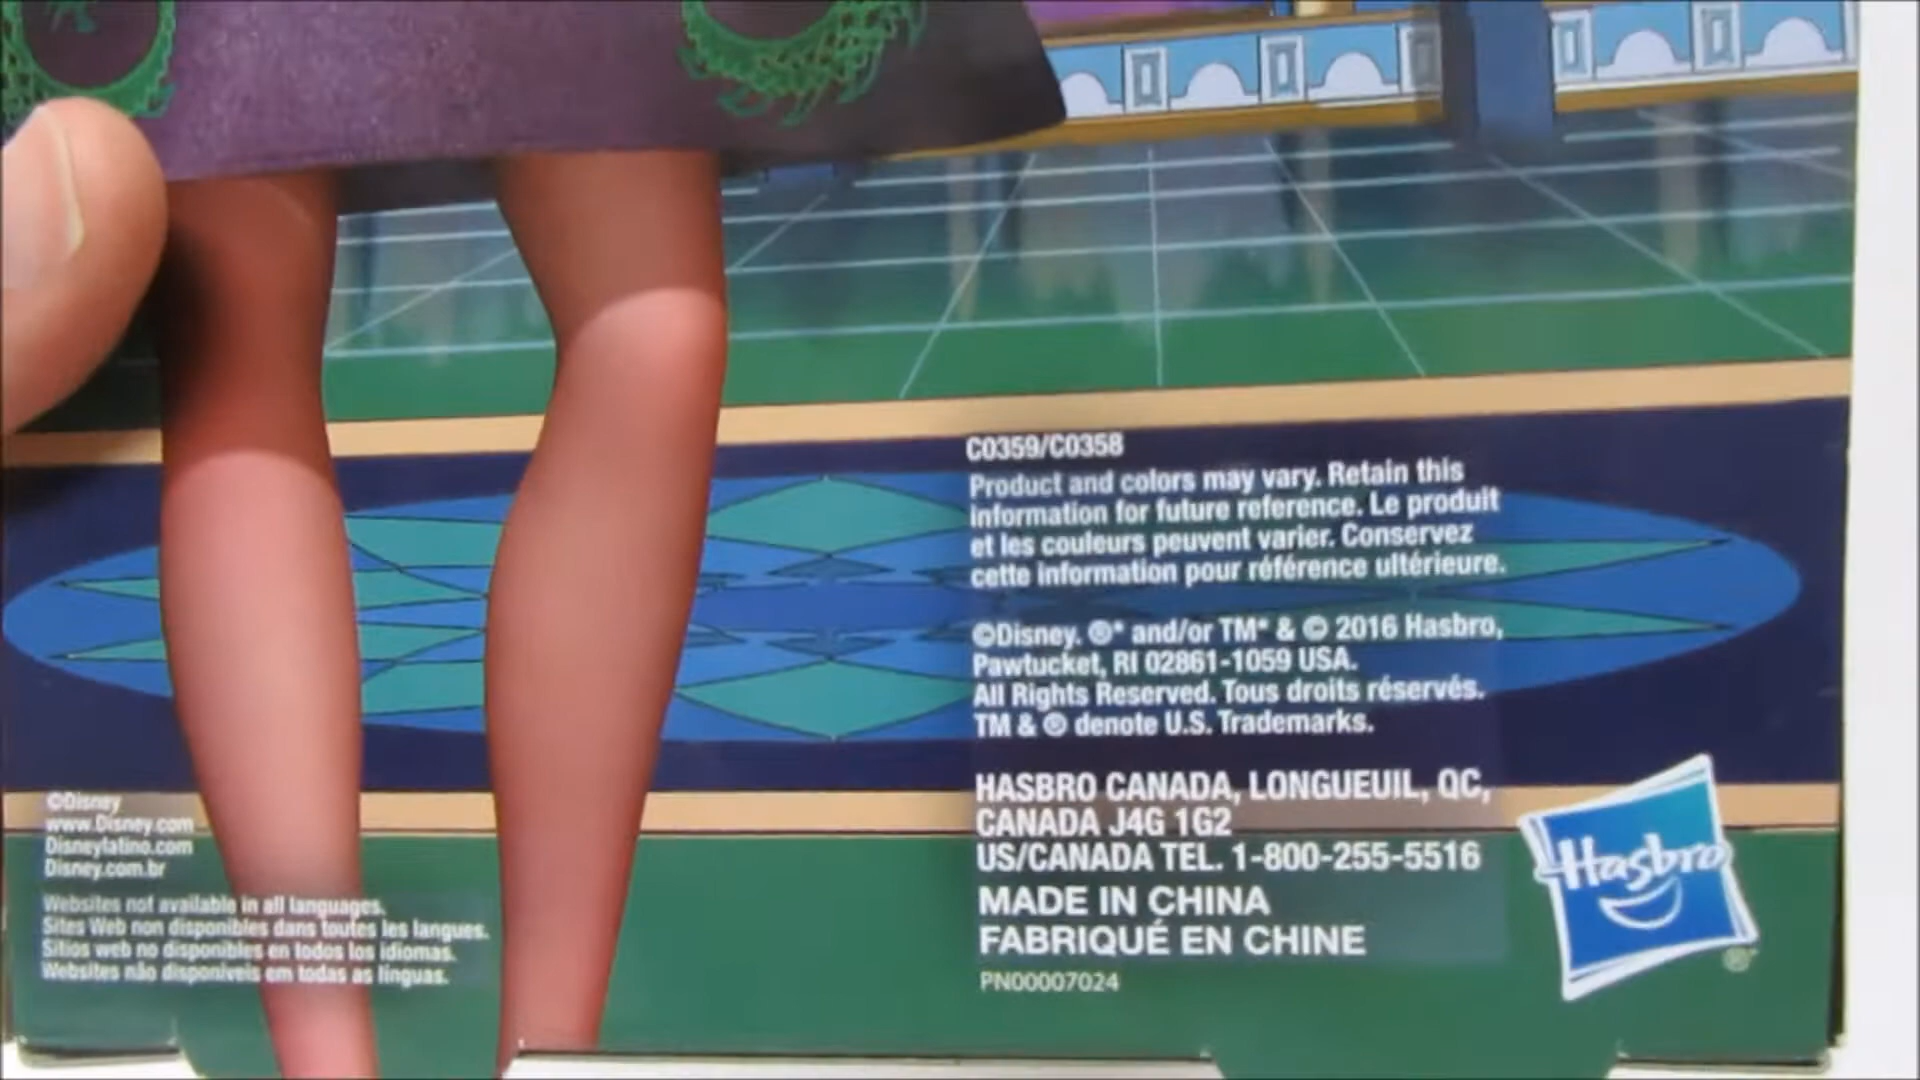 C0359/C0358
Product and colors may vary. Retain this
information for future reference. Le produit
et les couleurs peuvent varier. Conservez
cette information pour référence ultérieure.
©Disney. ®* and/or TM* & © 2016 Hasbro,
Pawtucket, RI 02861-1059 USA.
All Rights Reserved. Tous droits réservés.
TM & ® denote U.S. Trademarks.
HASBRO CANADA, LONGUEUIL, QC,
CANADA J4G 1G2
US/CANADA TEL. 1-800-255-5516
MADE IN CHINA
FABRIQUÉ EN CHINE
PN00007024
Hasbro
®*
©Disney
www.Disney.com
Disneylatino.com
Disney.com.br
Websites not available in all languages.
Sites Web non disponibles dans toutes les langues.
Sitios web no disponibles en todos los idiomas.
Websites não disponíveis em todas as línguas.